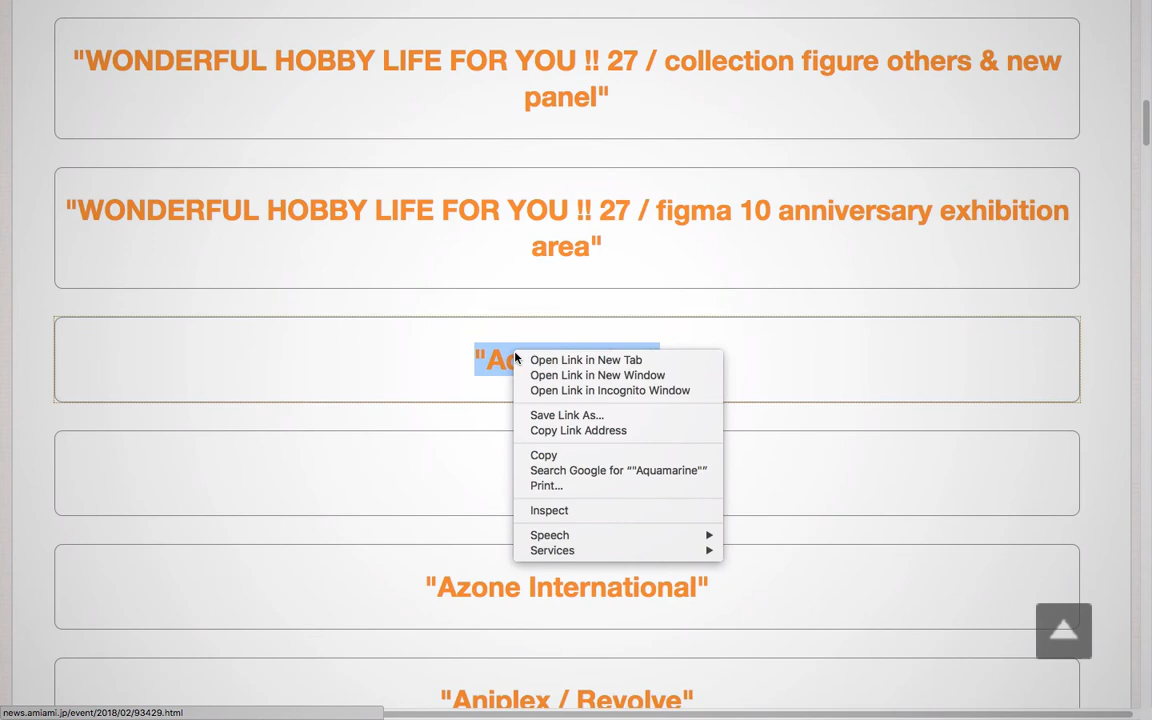 "WONDERFUL HOBBY LIFE FOR YOU !! 27 / collection figure others & new
panel"
"WONDERFUL HOBBY LIFE FOR YOU !! 27 / figma 10 anniversary exhibition
area"
Open Link in New Tab
Open Link in New Window
Open Link in Incognito Window
Save Link As...
Copy Link Address
Copy
Search Google for “"Aquamarine"”
Print...
Inspect
Speech
Services
"Azone International"
"Aniplex / Revolve"
news.amiami.jp/event/2018/02/93429.html